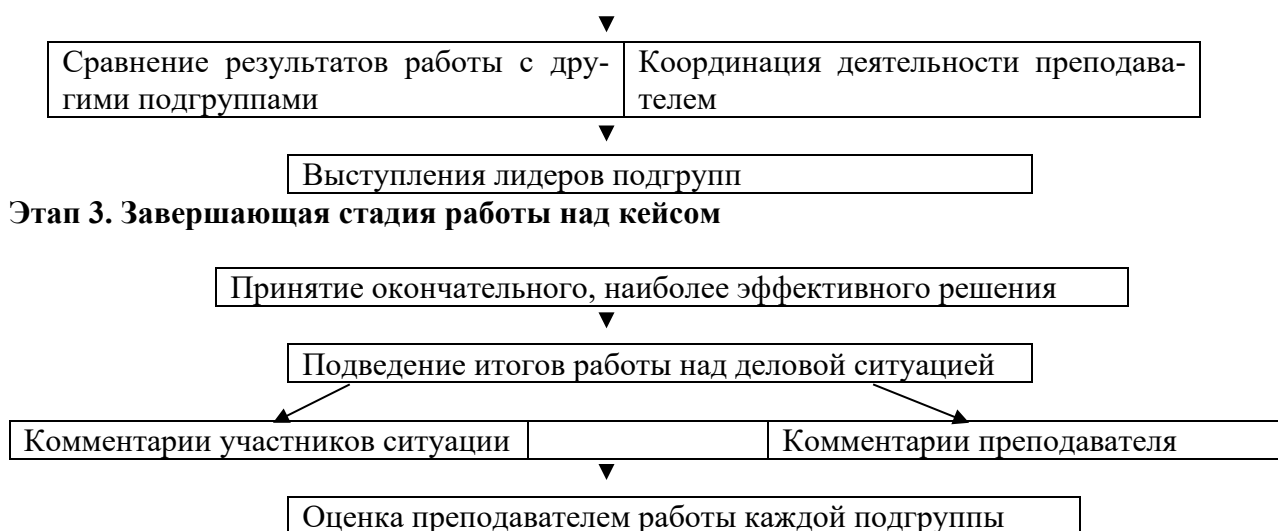 Сравнение результатов работы с дру-
гими подгруппами
Координация деятельности преподава-
телем
Выступления лидеров подгрупп
Этап 3. Завершающая стадия работы над кейсом
Принятие окончательного, наиболее эффективного решения
Подведение итогов работы над деловой ситуацией
Комментарии участников ситуации
Комментарии преподавателя
Оценка преподавателем работы каждой подгруппы